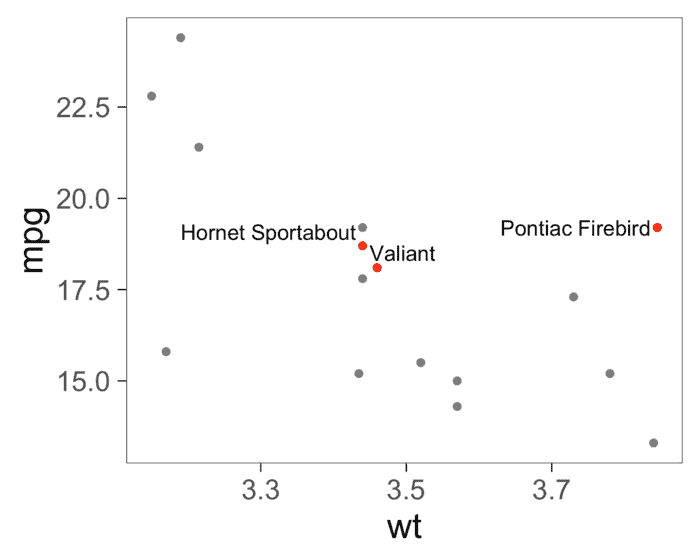 mpg
22.5
20.0
17.5
15.0
Hornet Sportabout
Valiant
Pontiac Firebird
3.3 3.5 3.7
wt